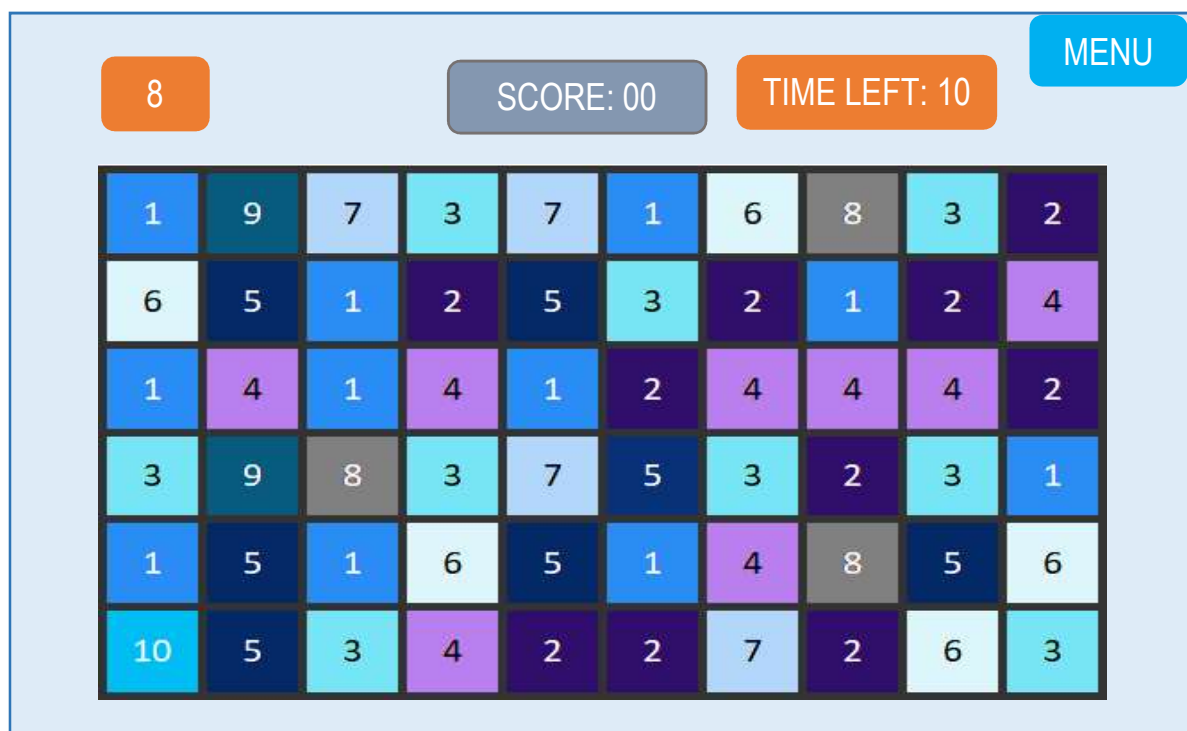 MENU
8 SCORE: 00 TIME LEFT: 10
1 9 7 3 7 1 6 8 3 2
6 5 1 2 5 3 2 1 2 4
1 4 1 4 1 2 4 4 4 2
3 9 8 3 7 5 3 2 3 1
1 5 1 6 5 1 4 8 5 6
10 5 3 4 2 2 7 2 6 3